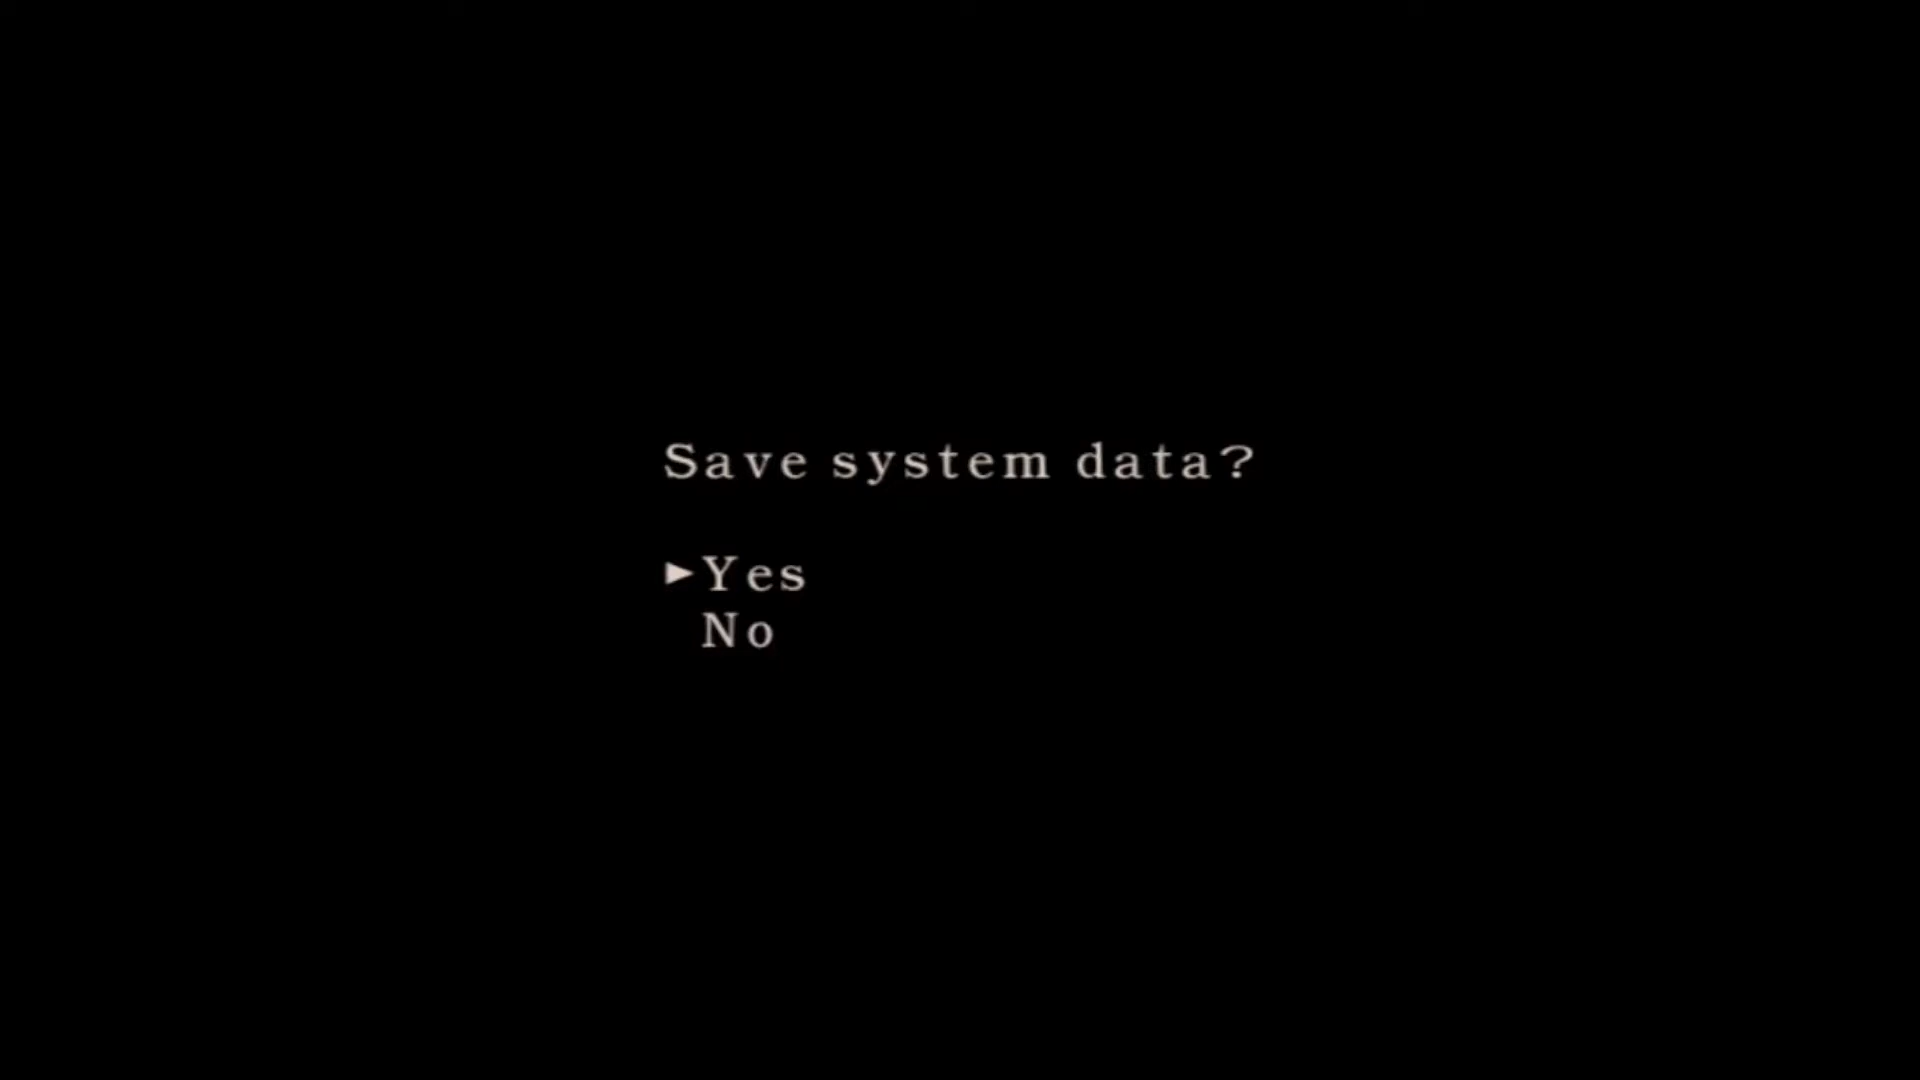 Save system data?
►Yes
No